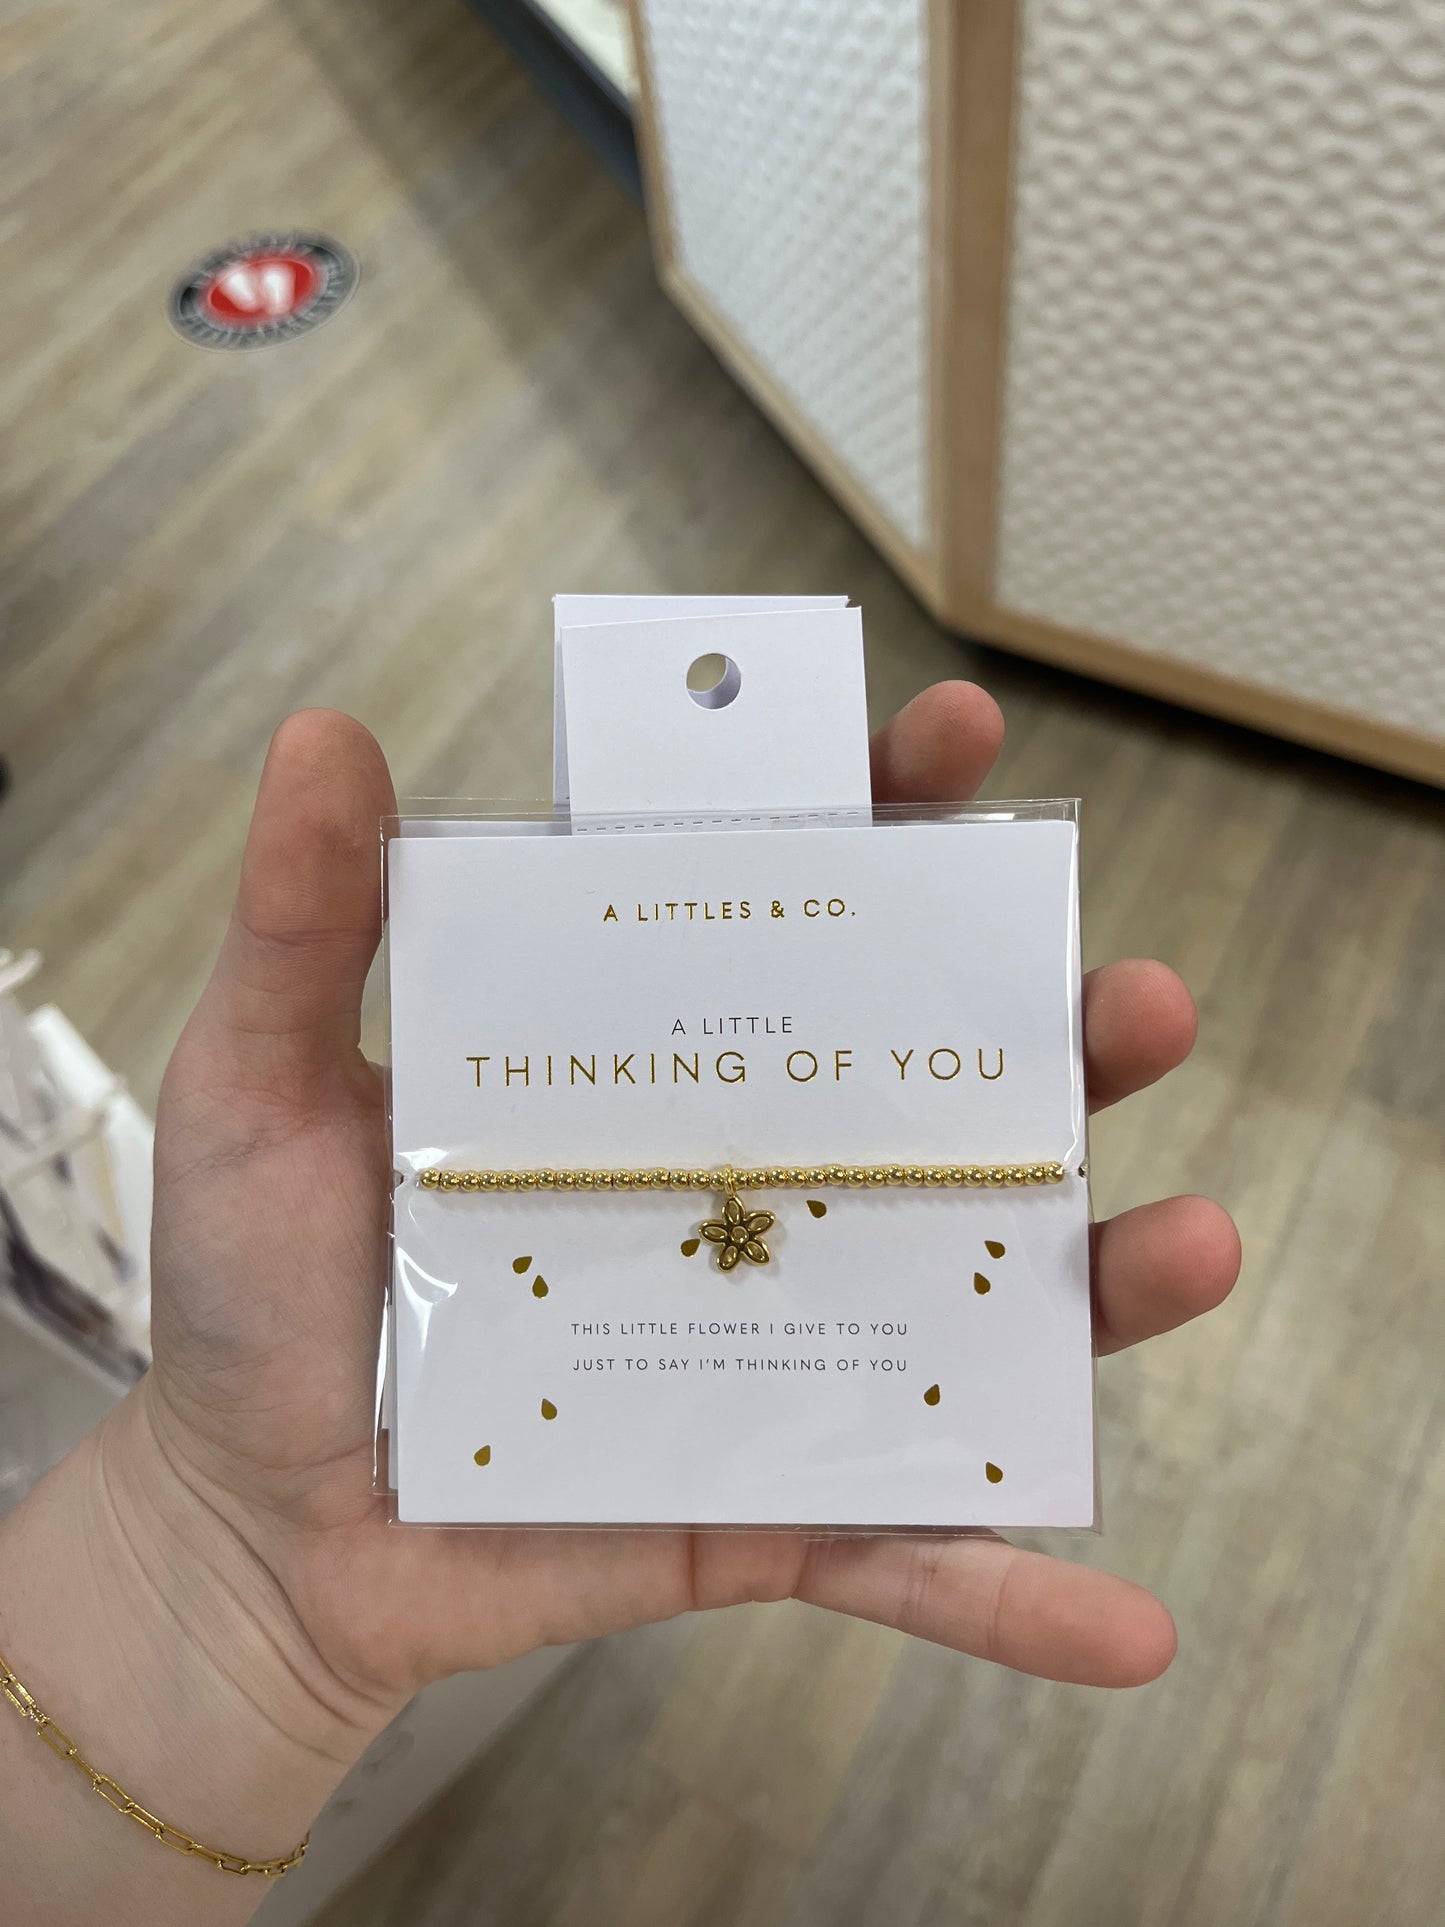 A LITTLES & CO.
A LITTLE
THINKING OF YOU
THIS LITTLE FLOWER I GIVE TO YOU
JUST TO SAY I'M THINKING OF YOU